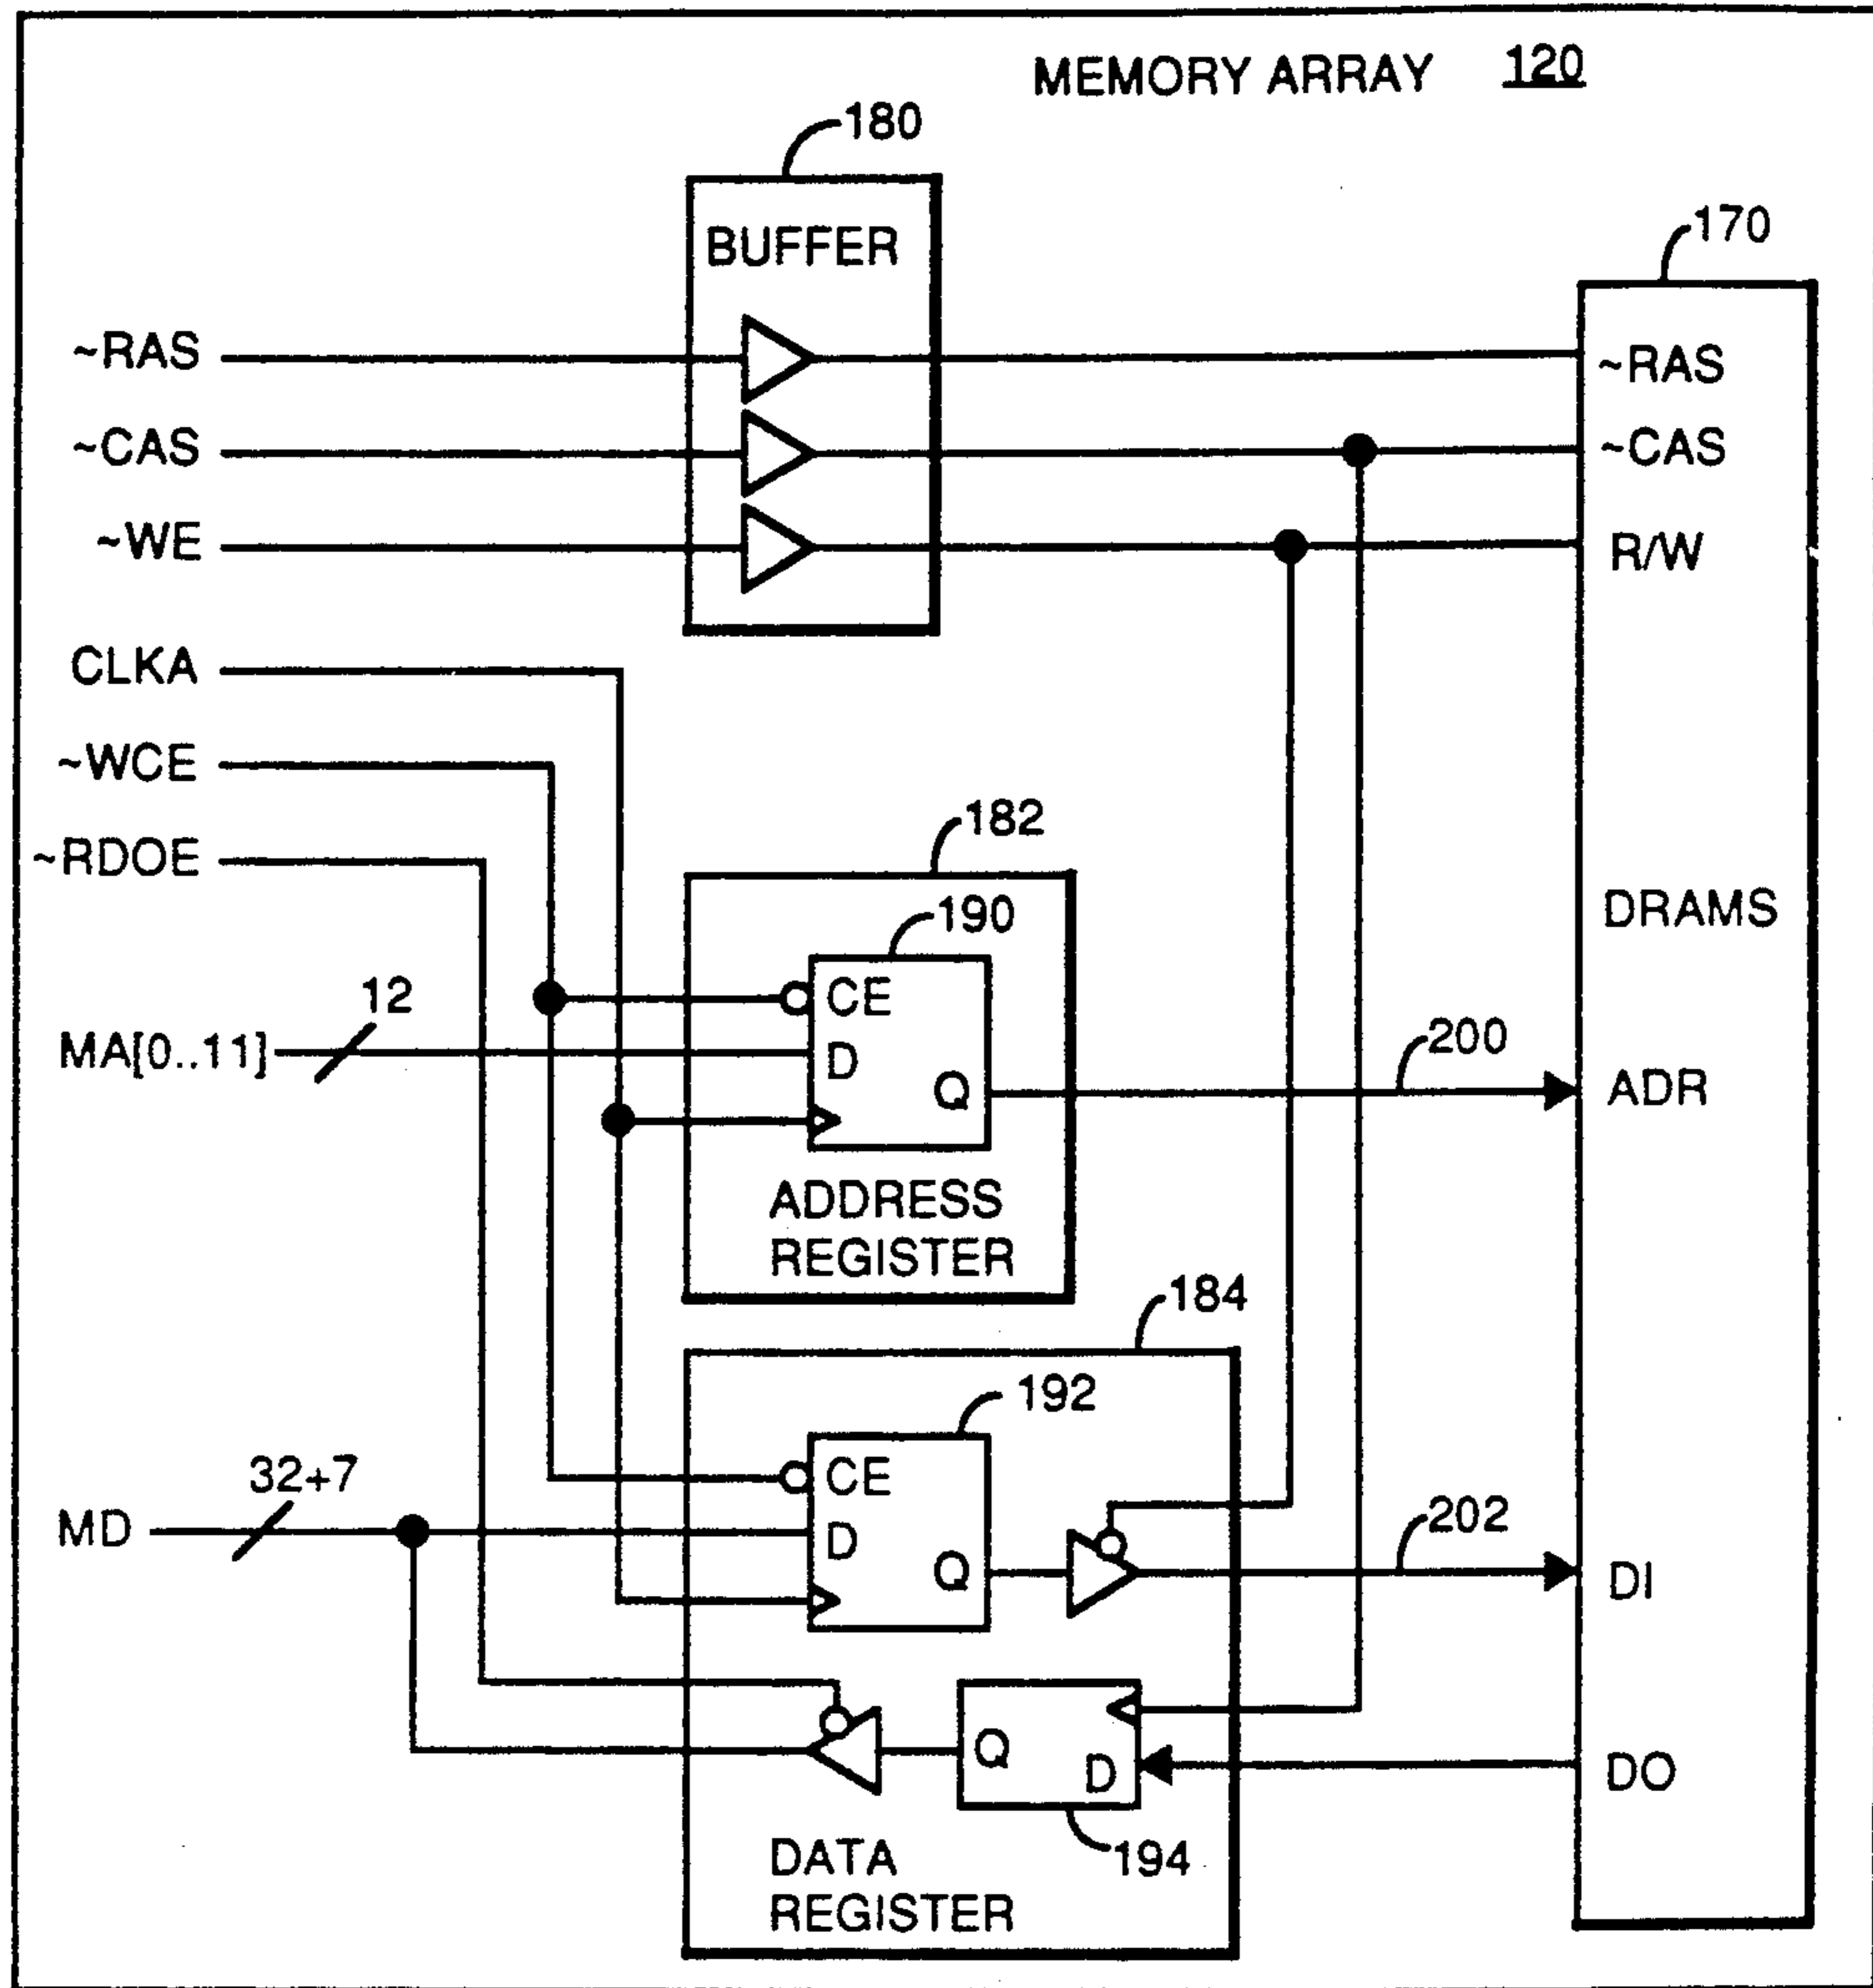 MEMORY ARRAY 120
180
BUFFER
170
~RAS
~RAS
~CAS
~CAS
~WE
R/W
CLKA
~WCE
182
~RDOE
190
DRAMS
12
CE
MA[0..11]
D
200
Q
ADR
ADDRESS
REGISTER
184
192
32+7
CE
MD
D
202
Q
DI
Q
D
DO
194
DATA
REGISTER